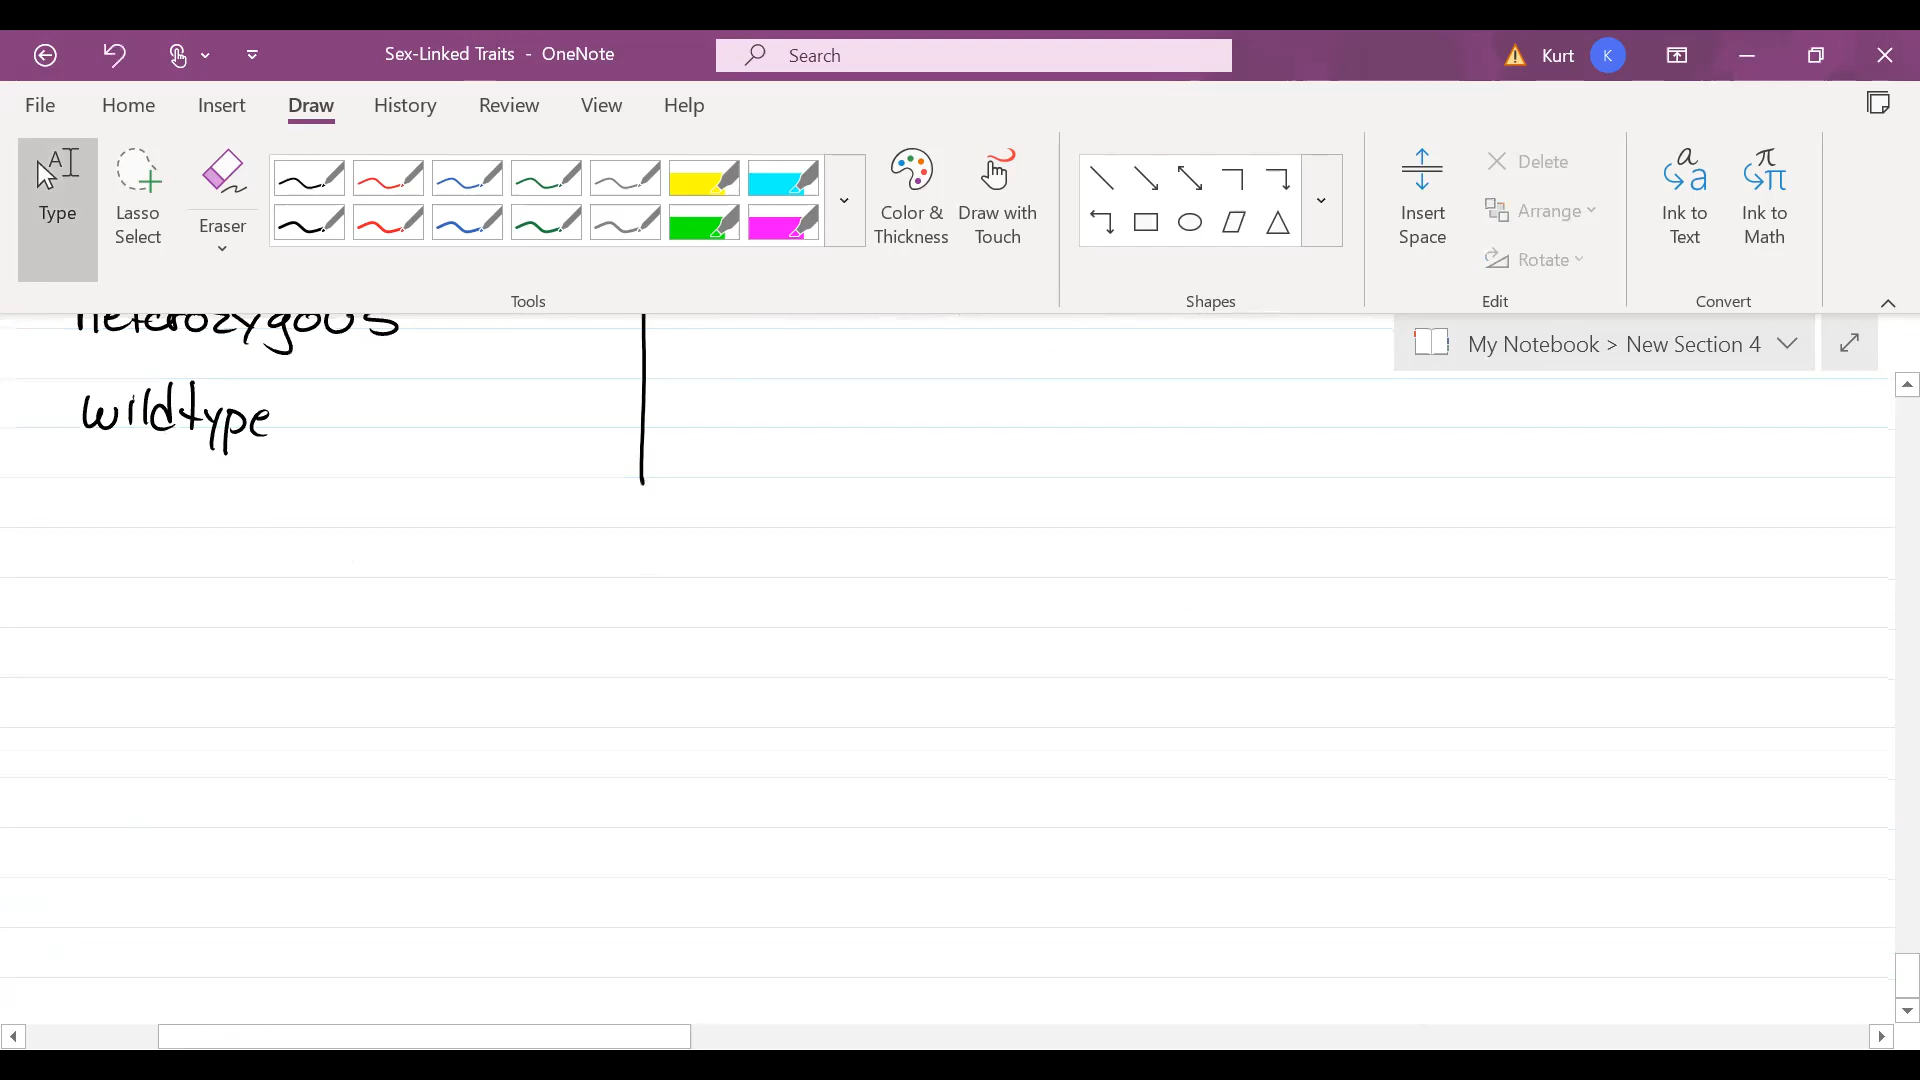 Sex-Linked Traits - OneNote
Search
Kurt
K
File Home Insert Draw History Review View Help
Type
Lasso Select
Eraser
Color & Thickness
Draw with Touch
Insert Space
Delete
Arrange
Rotate
Ink to Text
Ink to Math
Tools
Shapes
Edit
Convert
My Notebook > New Section 4
heterozygous
wildtype